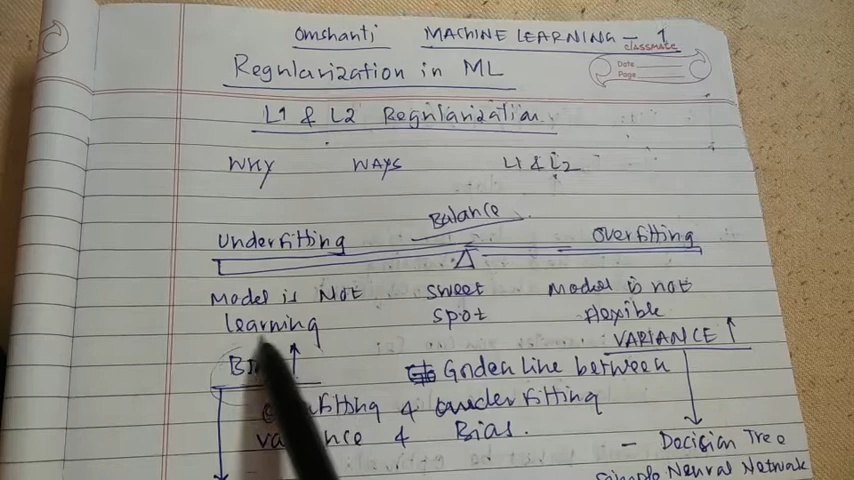 Omshanti MACHINE LEARNING - 1
CLASSMATE
Date
Page
Regularization in ML
L1 & L2 Regularization
WHY WAYS L1 & L2
Balance
Underfitting Overfitting
Model is Not sweet Model is not
learning spot flexible
VARIANCE ↑
↑ Golden Line between
& underfitting
& Bias.
- Decision Tree
Simple Neural Network